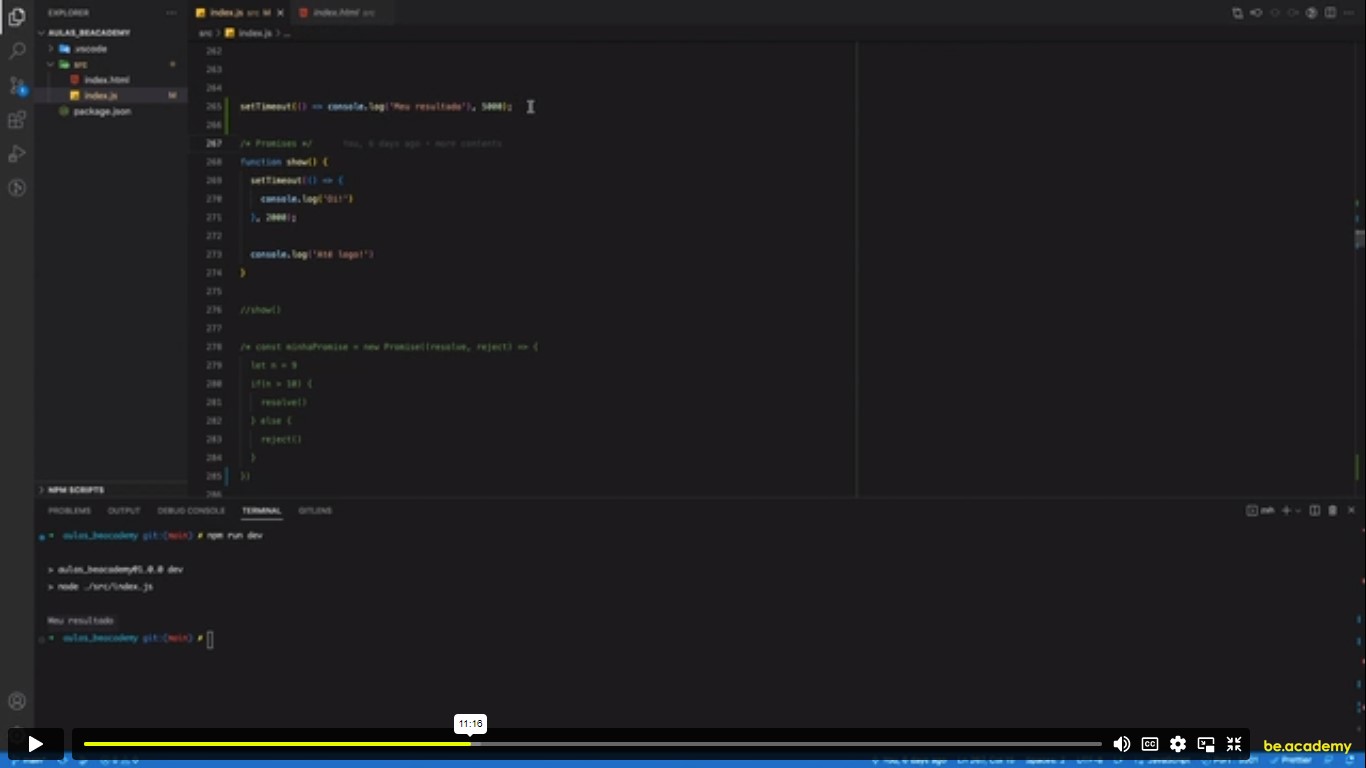 EXPLORER
AULAS_BEACADEMY
.vscode
src
index.html
index.js M
package.json
NPM SCRIPTS
index.js src M
index.html src
src > index.js > ...
262
263
264
265 setTimeout(() => console.log("Meu resultado"), 5000);
266
267 /* Promises */ You, 6 days ago • more contents
268 function show() {
269 setTimeout(() => {
270 console.log("Oi!")
271 }, 2000);
272
273 console.log('Até logo!')
274 }
275
276 //show()
277
278 /* const minhaPromise = new Promise((resolve, reject) => {
279 let n = 9
280 if(n > 10) {
281 resolve()
282 } else {
283 reject()
284 }
285 })
286
PROBLEMS OUTPUT DEBUG CONSOLE TERMINAL GITLENS
zsh
aulas_beacademy git:(main) ✗ npm run dev
> aulas_beacademy@1.0.0 dev
> node ./src/index.js
Meu resultado
aulas_beacademy git:(main) ✗
11:16
CC
be.academy